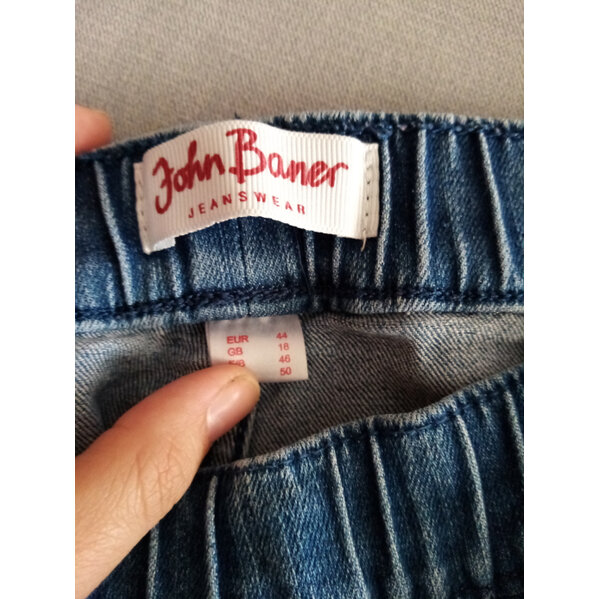 John Baner
JEANSWEAR
EUR 44
GB 18
46
50